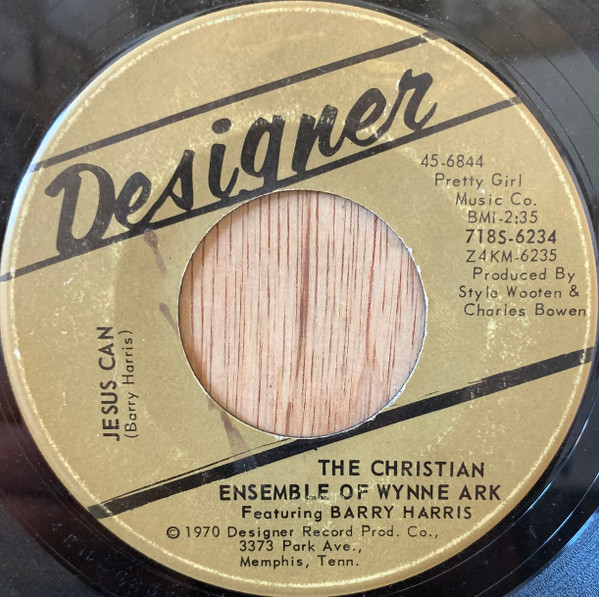 Designer
45-6844
Pretty Girl
Music Co.
BMI-2:35
718S-6234
Z4KM-6235
Produced By
Style Wooten &
Charles Bowen
JESUS CAN
(Barry Harris)
THE CHRISTIAN
ENSEMBLE OF WYNNE ARK
Featuring BARRY HARRIS
© 1970 Designer Record Prod. Co.,
3373 Park Ave.,
Memphis, Tenn.